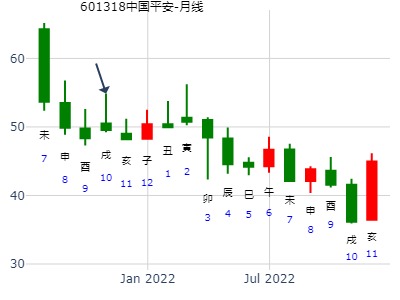 601318中国平安-月线
60
50
40
30
未
7
申
8
酉
9
戌
10
亥
11
子
12
丑
1
寅
2
卯
3
辰
4
巳
5
午
6
未
7
申
8
酉
9
戌
10
亥
11
Jan 2022
Jul 2022